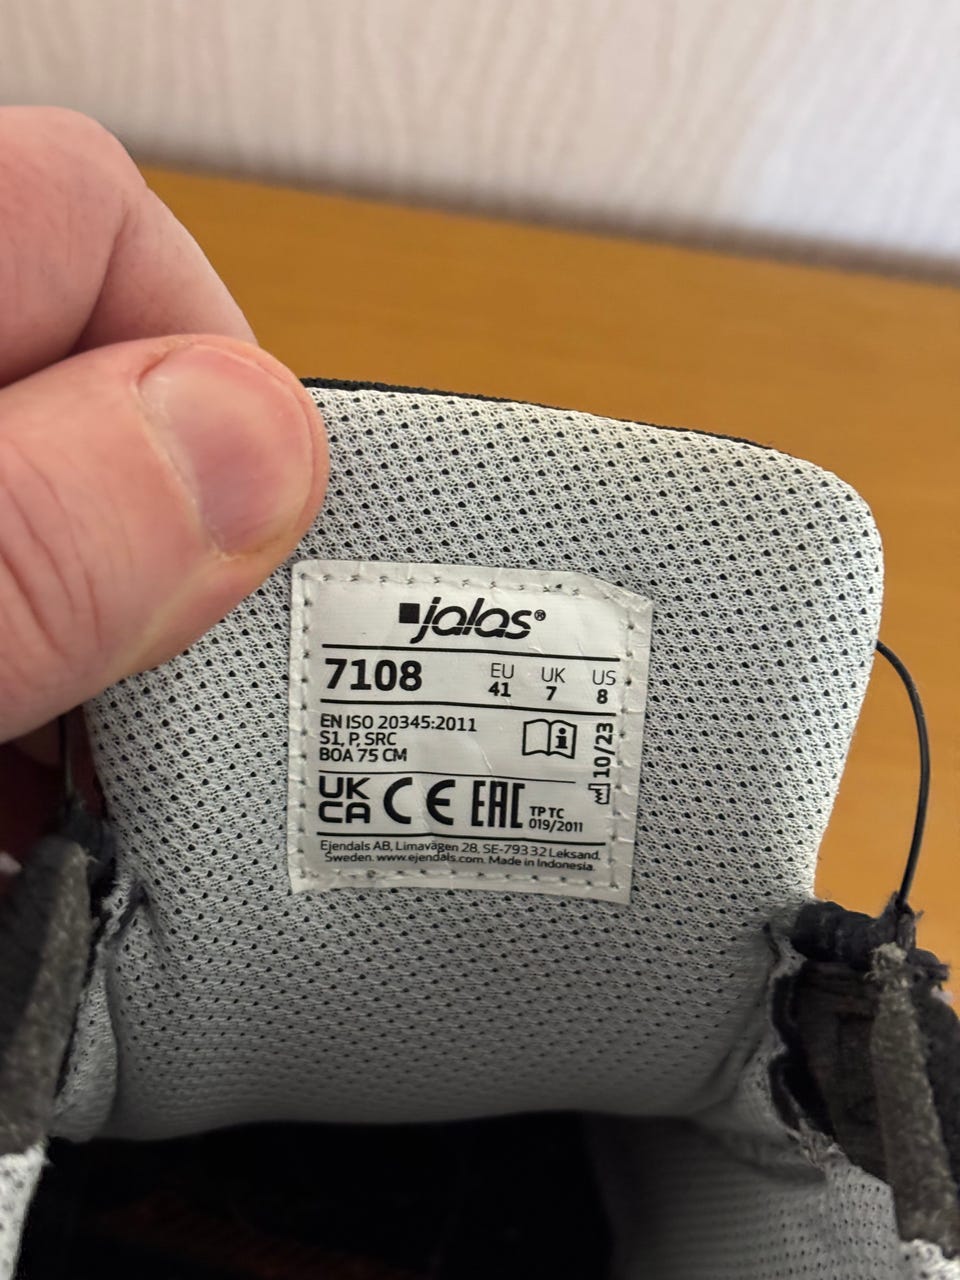 jalas®
7108 EU 41 UK 7 US 8
EN ISO 20345:2011
S1, P, SRC
BOA 75 CM
10/23
UK
CA CE EAC TP TC
019/2011
Ejendals AB, Limavägen 28, SE-793 32 Leksand,
Sweden. www.ejendals.com. Made in Indonesia.